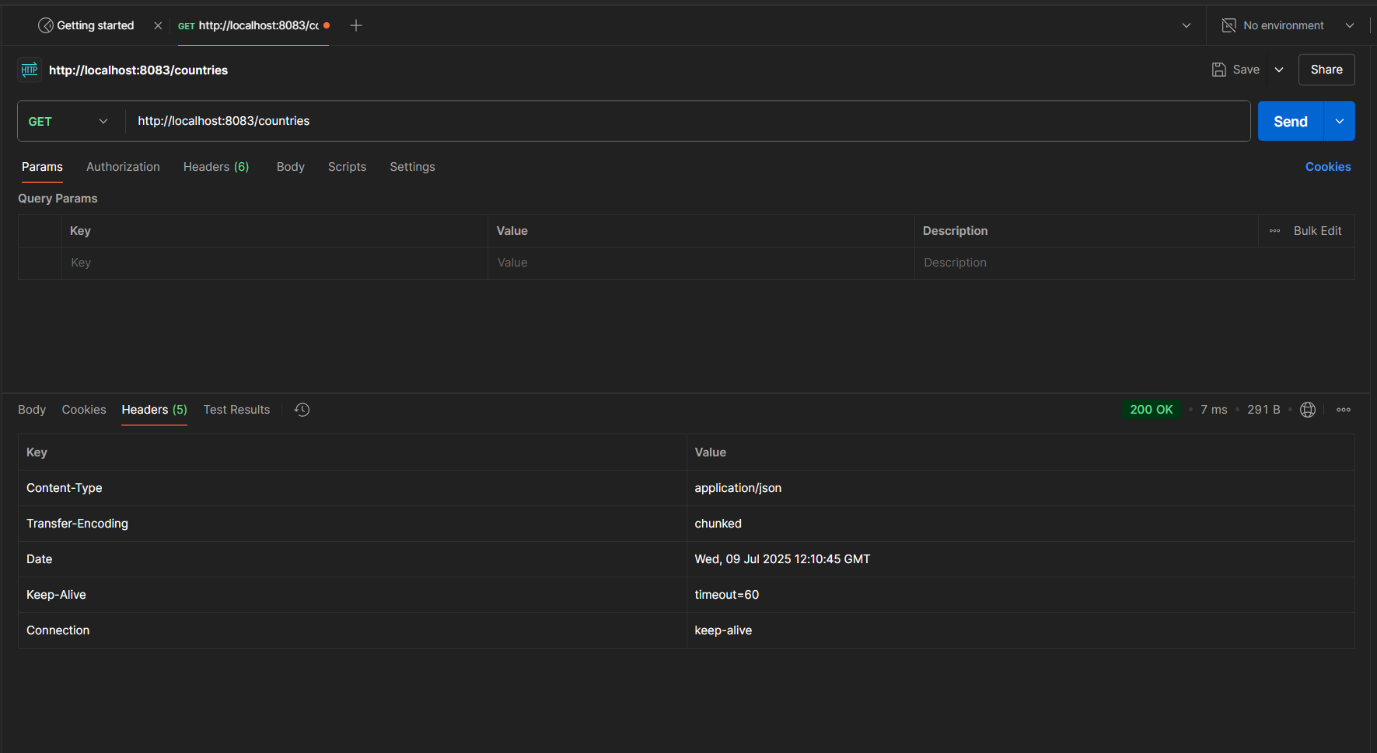 Getting started GET http://localhost:8083/cc No environment
HTTP http://localhost:8083/countries Save Share
GET http://localhost:8083/countries Send
Params Authorization Headers (6) Body Scripts Settings Cookies
Query Params
Key Value Description Bulk Edit
Key Value Description
Body Cookies Headers (5) Test Results 200 OK 7 ms 291 B
Key Value
Content-Type application/json
Transfer-Encoding chunked
Date Wed, 09 Jul 2025 12:10:45 GMT
Keep-Alive timeout=60
Connection keep-alive